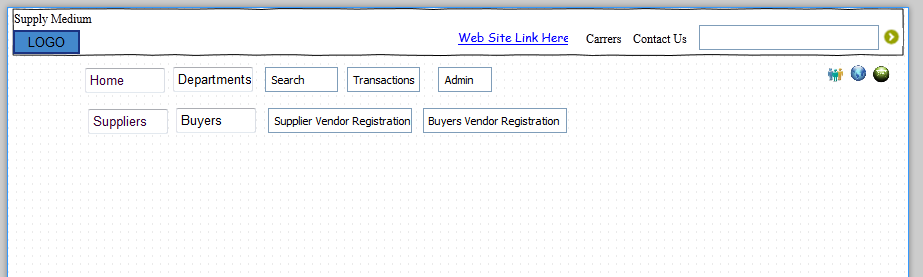 Supply Medium
LOGO
Web Site Link Here Carrers Contact Us
Home Departments Search Transactions Admin
Suppliers Buyers Supplier Vendor Registration Buyers Vendor Registration